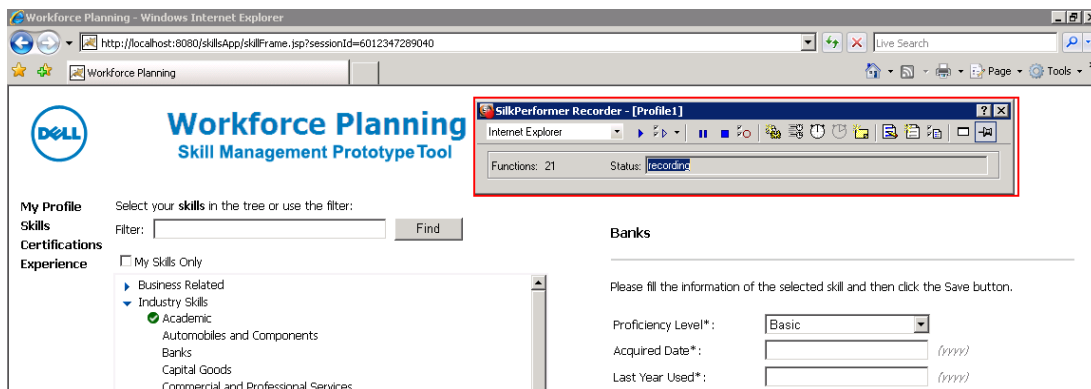 Workforce Planning - Windows Internet Explorer
http://localhost:8080/skillsApp/skillFrame.jsp?sessionId=6012347289040
Live Search
Workforce Planning
Page
Tools
DELL
Workforce Planning
Skill Management Prototype Tool
SilkPerformer Recorder - [Profile1]
Internet Explorer
Functions: 21
Status: recording
My Profile
Skills
Certifications
Experience
Select your skills in the tree or use the filter:
Filter:
Find
My Skills Only
Business Related
Industry Skills
Academic
Automobiles and Components
Banks
Capital Goods
Commercial and Professional Services
Banks
Please fill the information of the selected skill and then click the Save button.
Proficiency Level*:
Basic
Acquired Date*:
(yyyy)
Last Year Used*:
(yyyy)